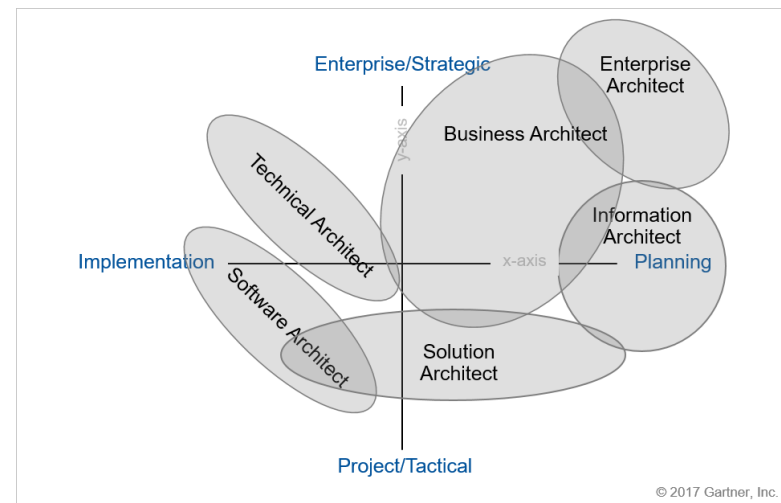 Enterprise/Strategic
Enterprise
Architect
y-axis
Business Architect
Technical Architect
Information
Architect
Implementation
x-axis
Planning
Software Architect
Solution
Architect
Project/Tactical
© 2017 Gartner, Inc.